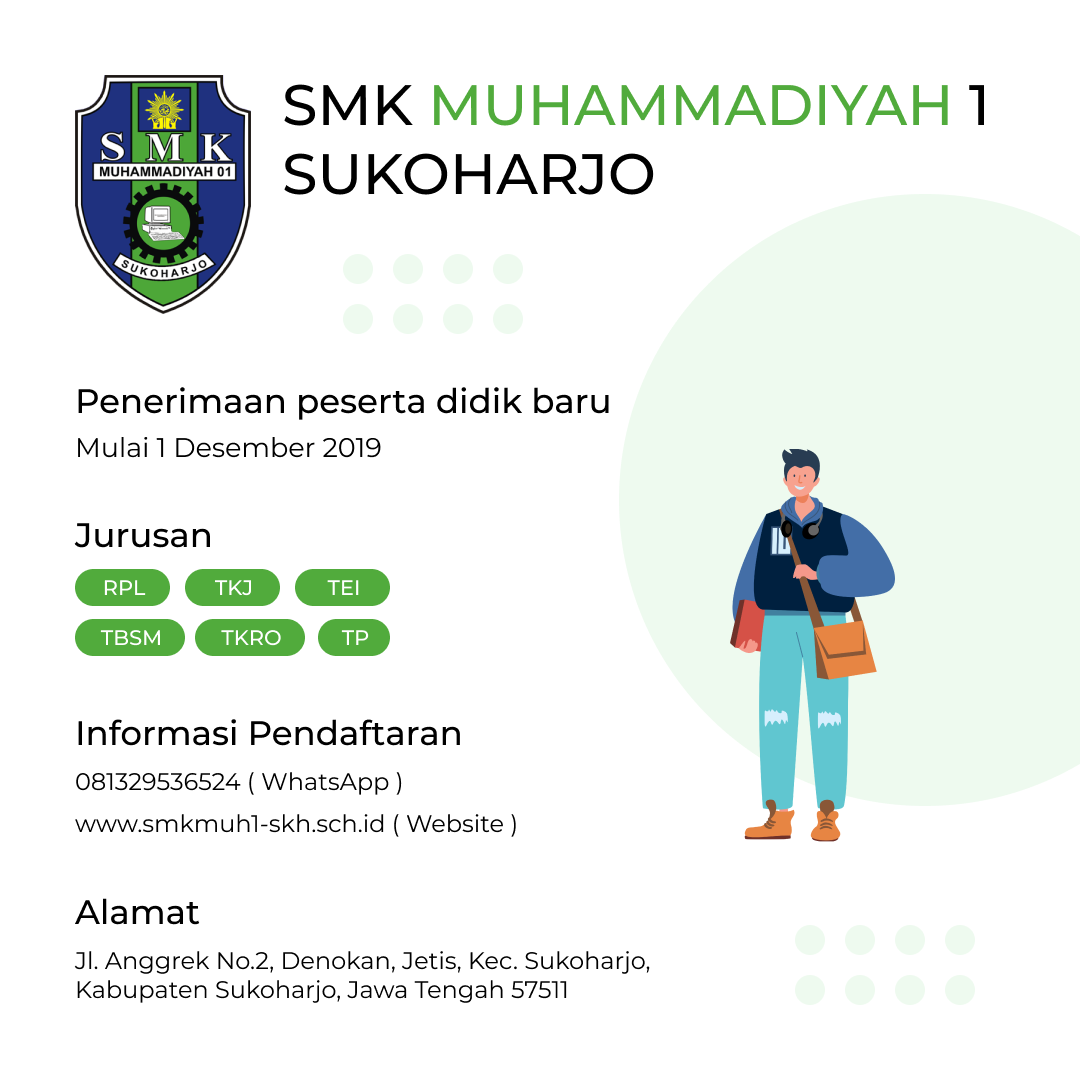 SMK
MUHAMMADIYAH 01
SUKOHARJO
SMK MUHAMMADIYAH 1
SUKOHARJO
Penerimaan peserta didik baru
Mulai 1 Desember 2019
Jurusan
RPL TKJ TEI
TBSM TKRO TP
Informasi Pendaftaran
081329536524 ( WhatsApp )
www.smkmuh1-skh.sch.id ( Website )
Alamat
Jl. Anggrek No.2, Denokan, Jetis, Kec. Sukoharjo,
Kabupaten Sukoharjo, Jawa Tengah 57511